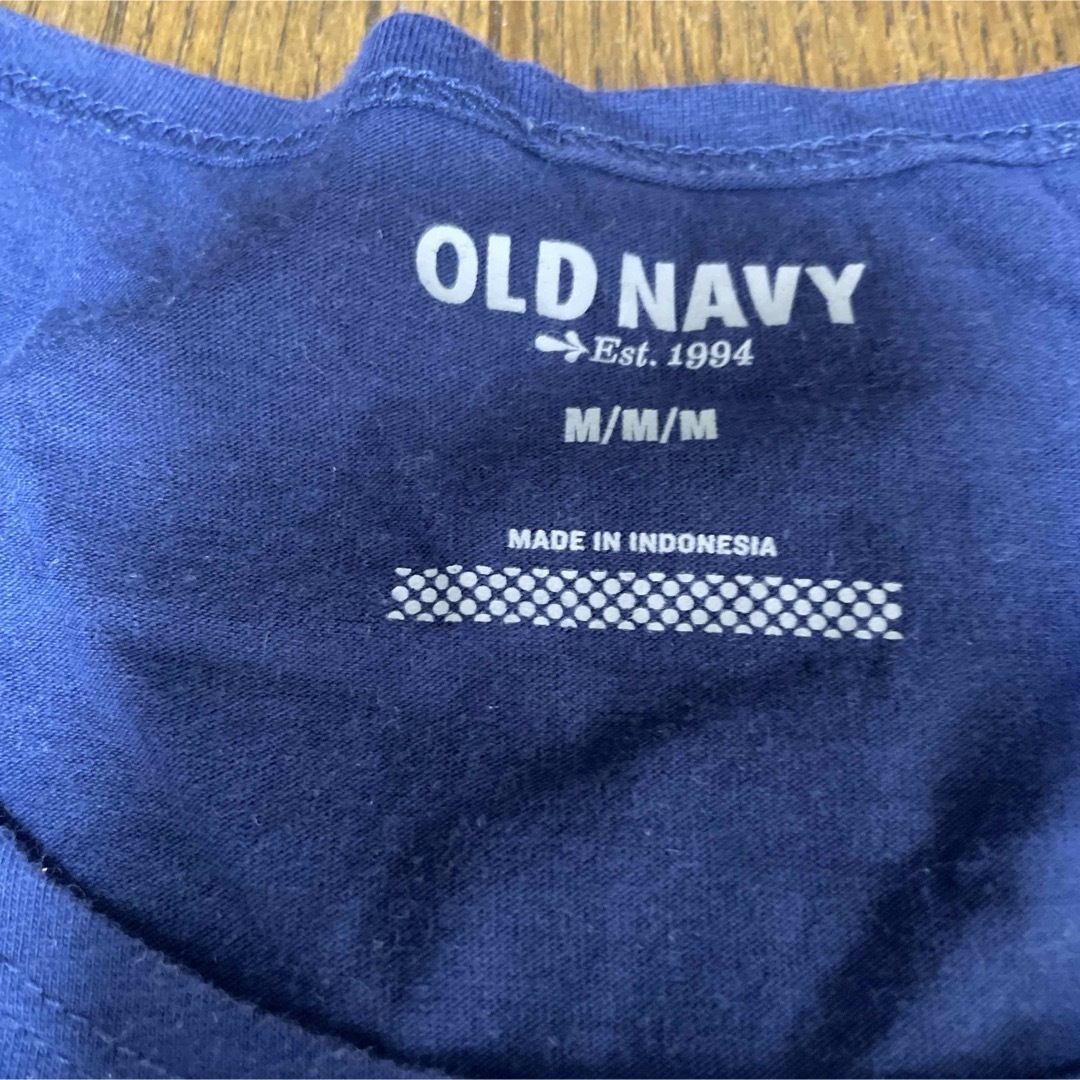 OLD NAVY
Est. 1994
M/M/M
MADE IN INDONESIA